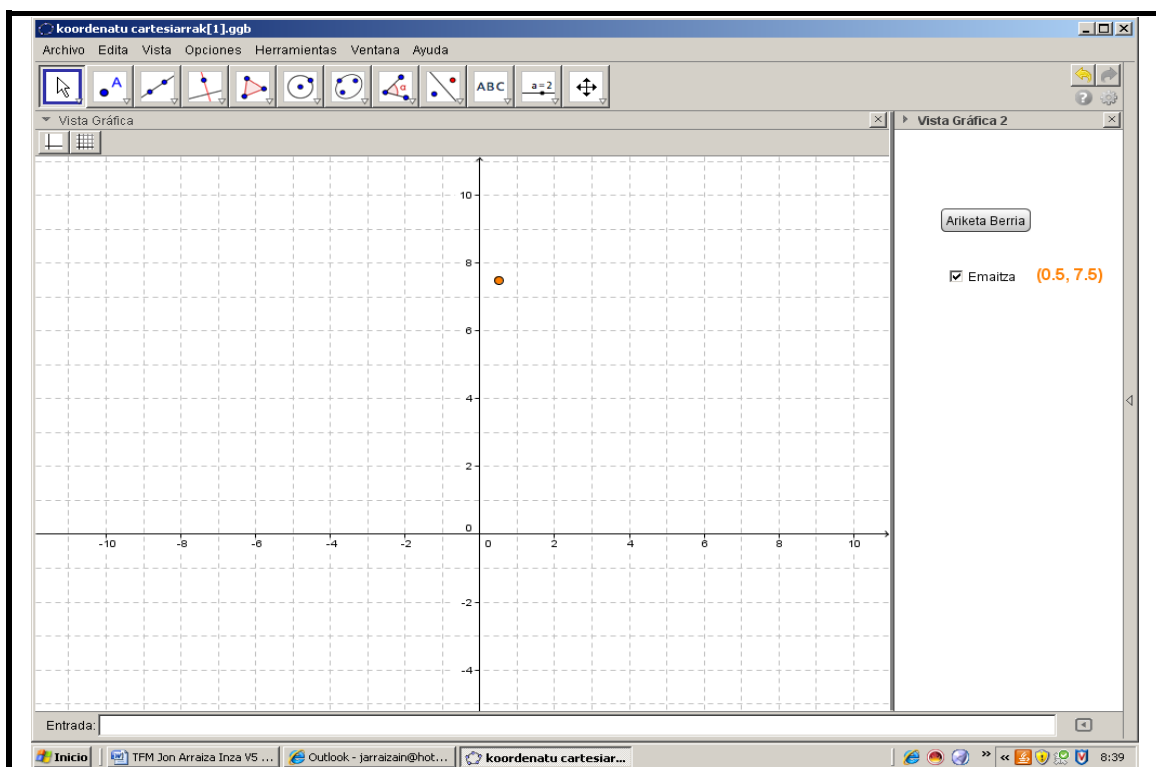 koordenatu cartesiarrak[1].ggb
Archivo Edita Vista Opciones Herramientas Ventana Ayuda
A
α
ABC
a=2
Vista Gráfica
Vista Gráfica 2
Ariketa Berria
Emaitza (0.5, 7.5)
10
8
6
4
2
0
-10 -8 -6 -4 -2 0 2 4 6 8 10
-2
-4
Entrada:
Inicio TFM Jon Arraiza Inza V5 ... Outlook - jarraizain@hot... koordenatu cartesiar... » « 8:39